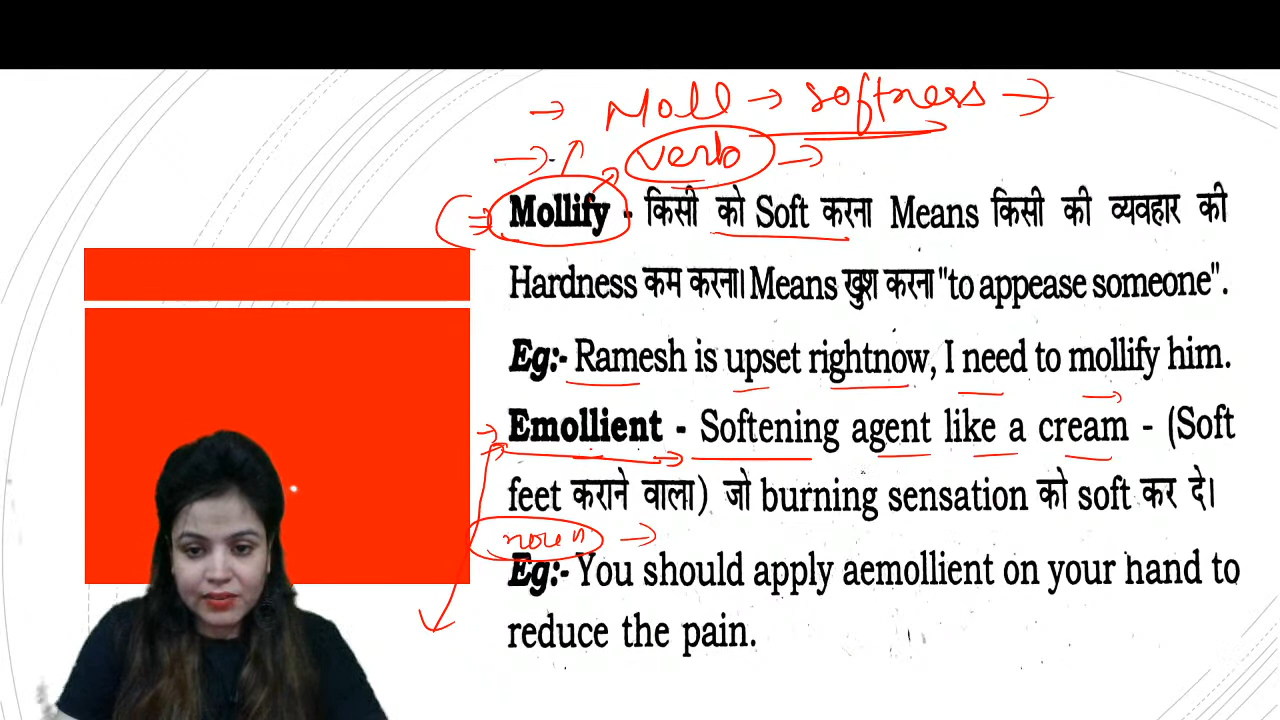 → Moll → softness →
→ verb →
Mollify - किसी को Soft करना Means किसी की व्यवहार की
Hardness कम करना। Means खुश करना "to appease someone".
Eg:- Ramesh is upset rightnow, I need to mollify him.
Emollient - Softening agent like a cream - (Soft
feet कराने वाला) जो burning sensation को soft कर दे।
noun →
Eg:- You should apply aemollient on your hand to
reduce the pain.